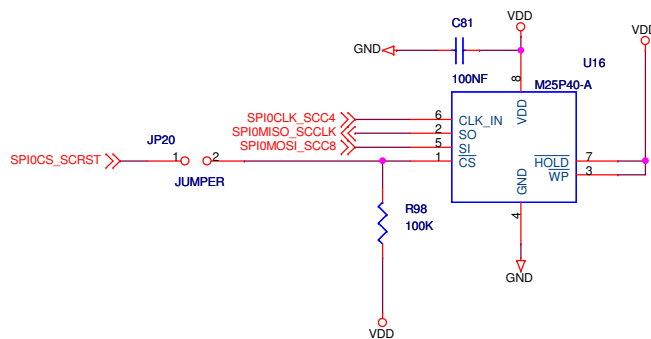 C81
VDD
VDD
GND
100NF
U16
M25P40-A
8
VDD
SPI0CLK_SCC4
6
CLK_IN
SPI0MISO_SCCLK
2
SO
SPI0MOSI_SCC8
5
SI
JP20
SPI0CS_SCRST
1
2
1
CS
HOLD
7
WP
3
JUMPER
GND
4
R98
100K
GND
VDD